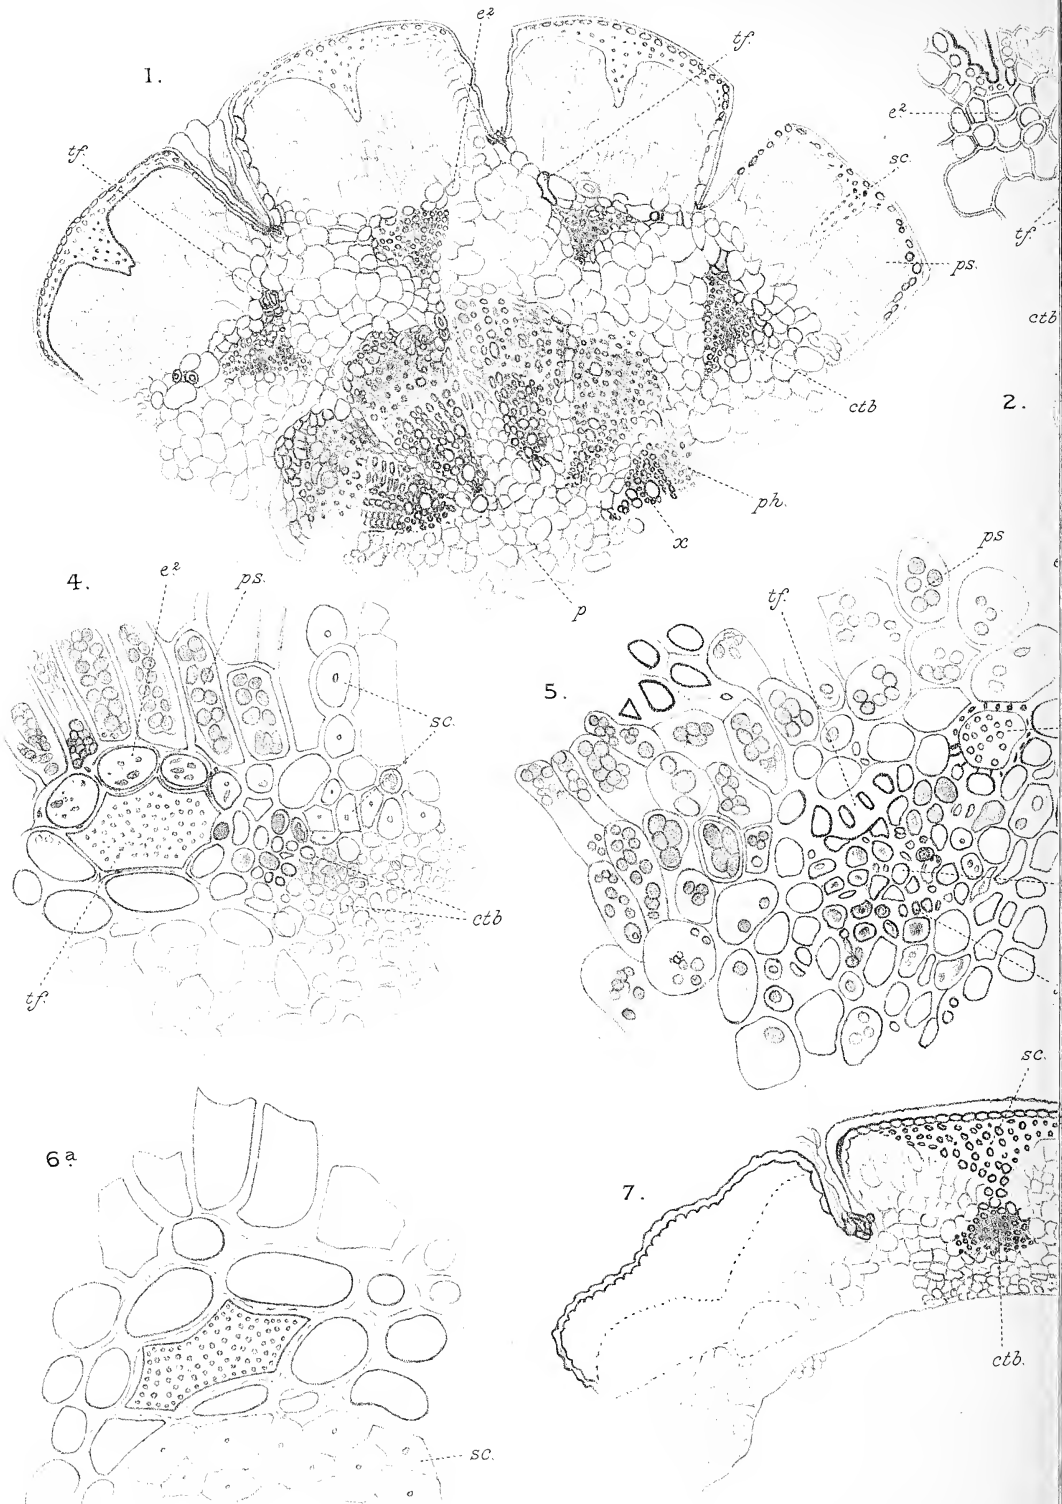 1.
e²
tf.
tf.
e²
sc.
tf.
ps.
ctb
ctb
2.
ph.
x
p
4.
e²
ps.
sc.
ctb
tf.
5.
tf.
ps
6a
sc.
7.
sc.
ctb.